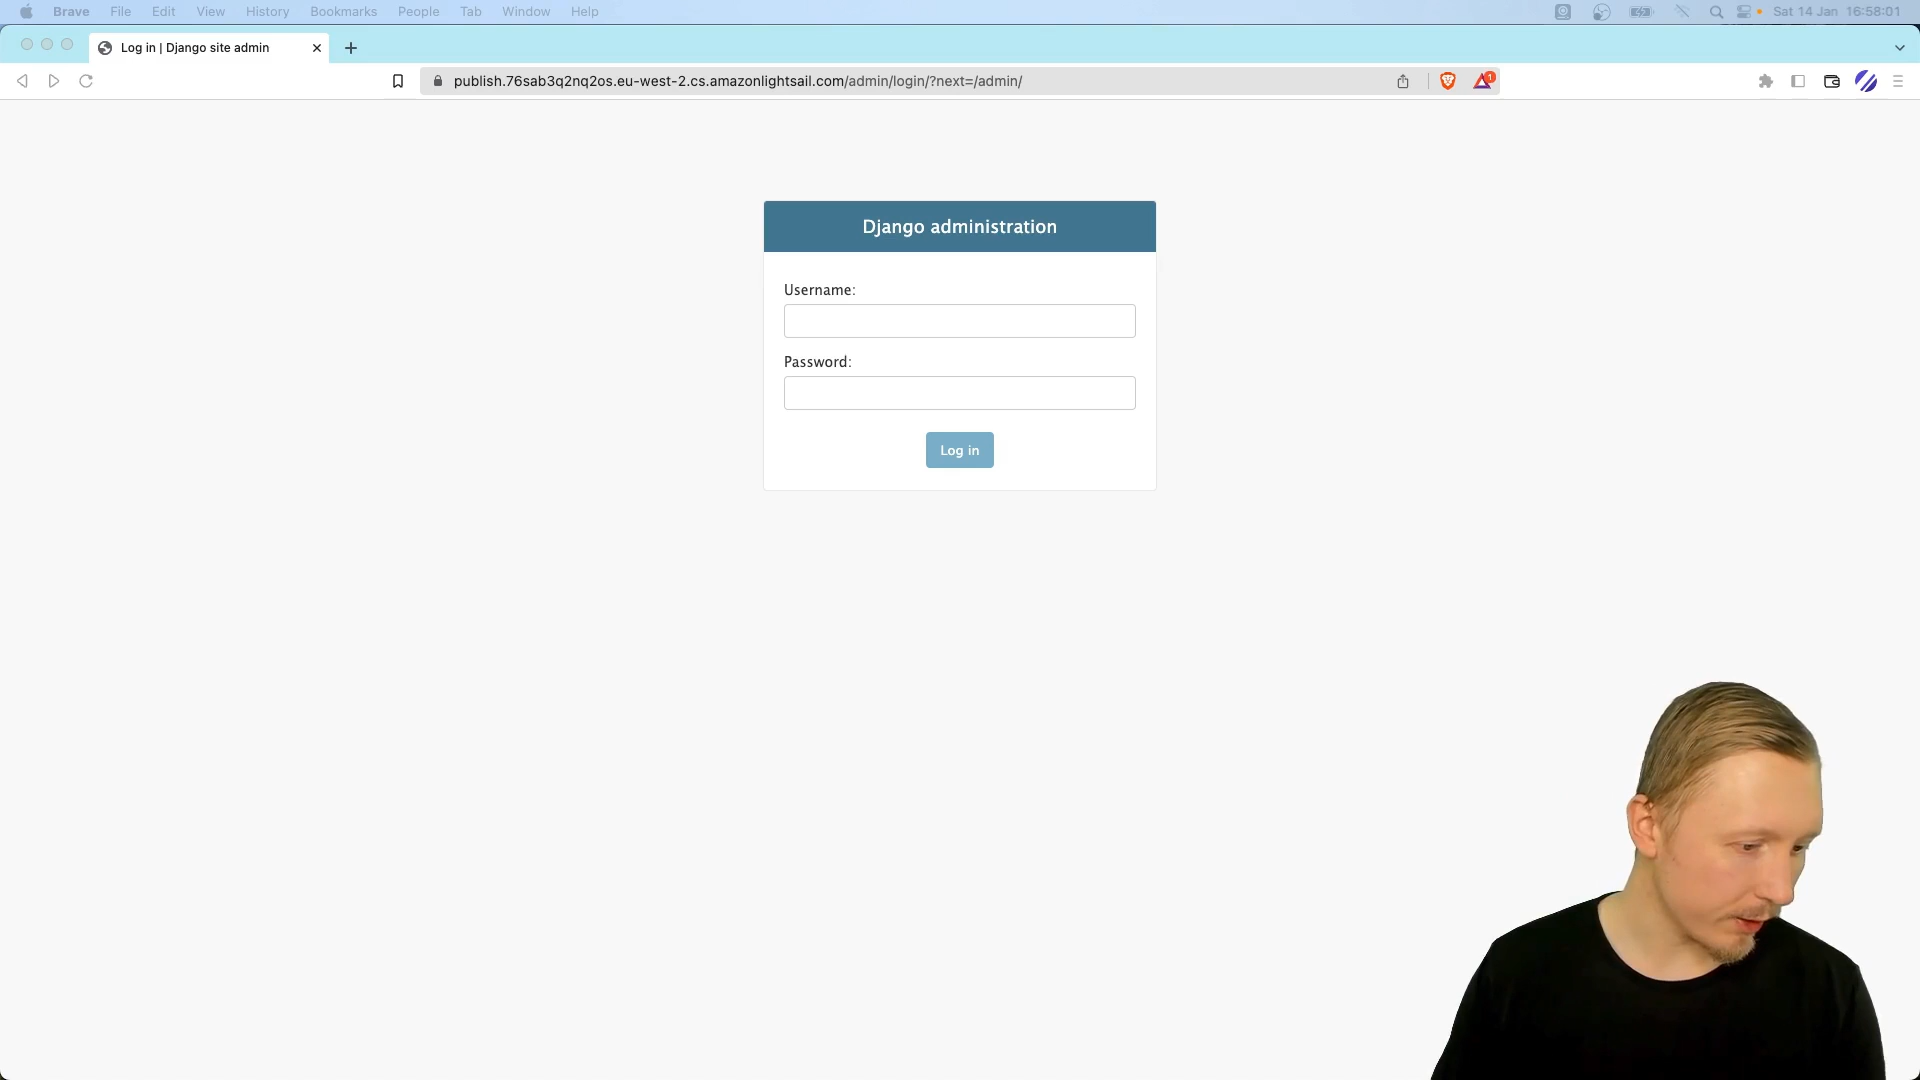 Brave File Edit View History Bookmarks People Tab Window Help Sat 14 Jan 16:58:01
Log in | Django site admin
publish.76sab3q2nq2os.eu-west-2.cs.amazonlightsail.com/admin/login/?next=/admin/
1
Django administration
Username:
Password:
Log in